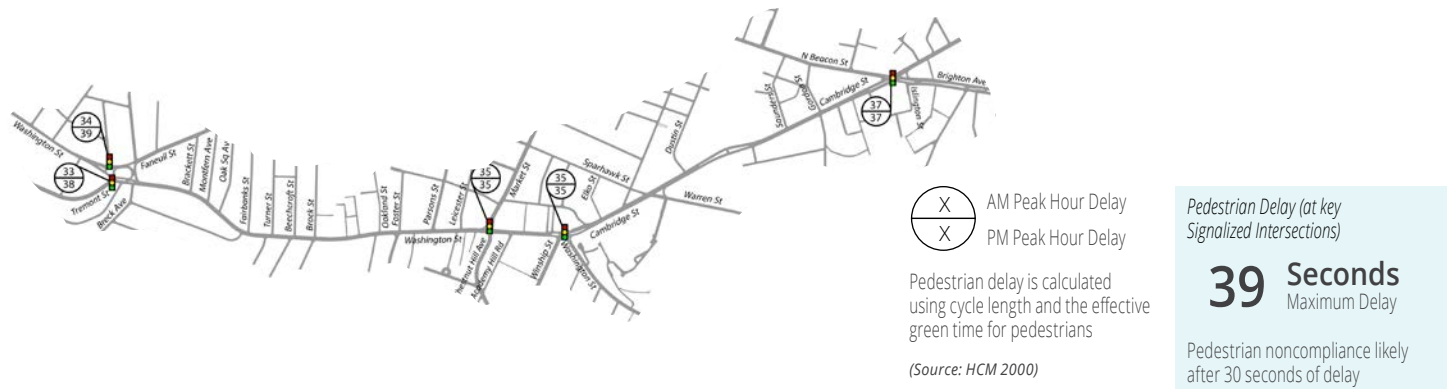 N Beacon St
Cambridge St
Brighton Ave
Saunders St
Gordon St
Islington St
37
37
Washington St
34
39
Faneuil St
33
38
Tremont St
Breck Ave
Brackett St
Montfern Ave
Oak Sq Av
Fairbanks St
Turner St
Beechcroft St
Brock St
Oakland St
Foster St
Parsons St
Leicester St
35
35
Market St
35
35
Elko St
Sparhawk St
Dustin St
Warren St
Cambridge St
Washington St
hestnut Hill Ave
cademy Hill Rd
Winship St
Washington St
X
X
AM Peak Hour Delay
PM Peak Hour Delay
Pedestrian delay is calculated
using cycle length and the effective
green time for pedestrians
(Source: HCM 2000)
Pedestrian Delay (at key
Signalized Intersections)
39 Seconds
Maximum Delay
Pedestrian noncompliance likely
after 30 seconds of delay